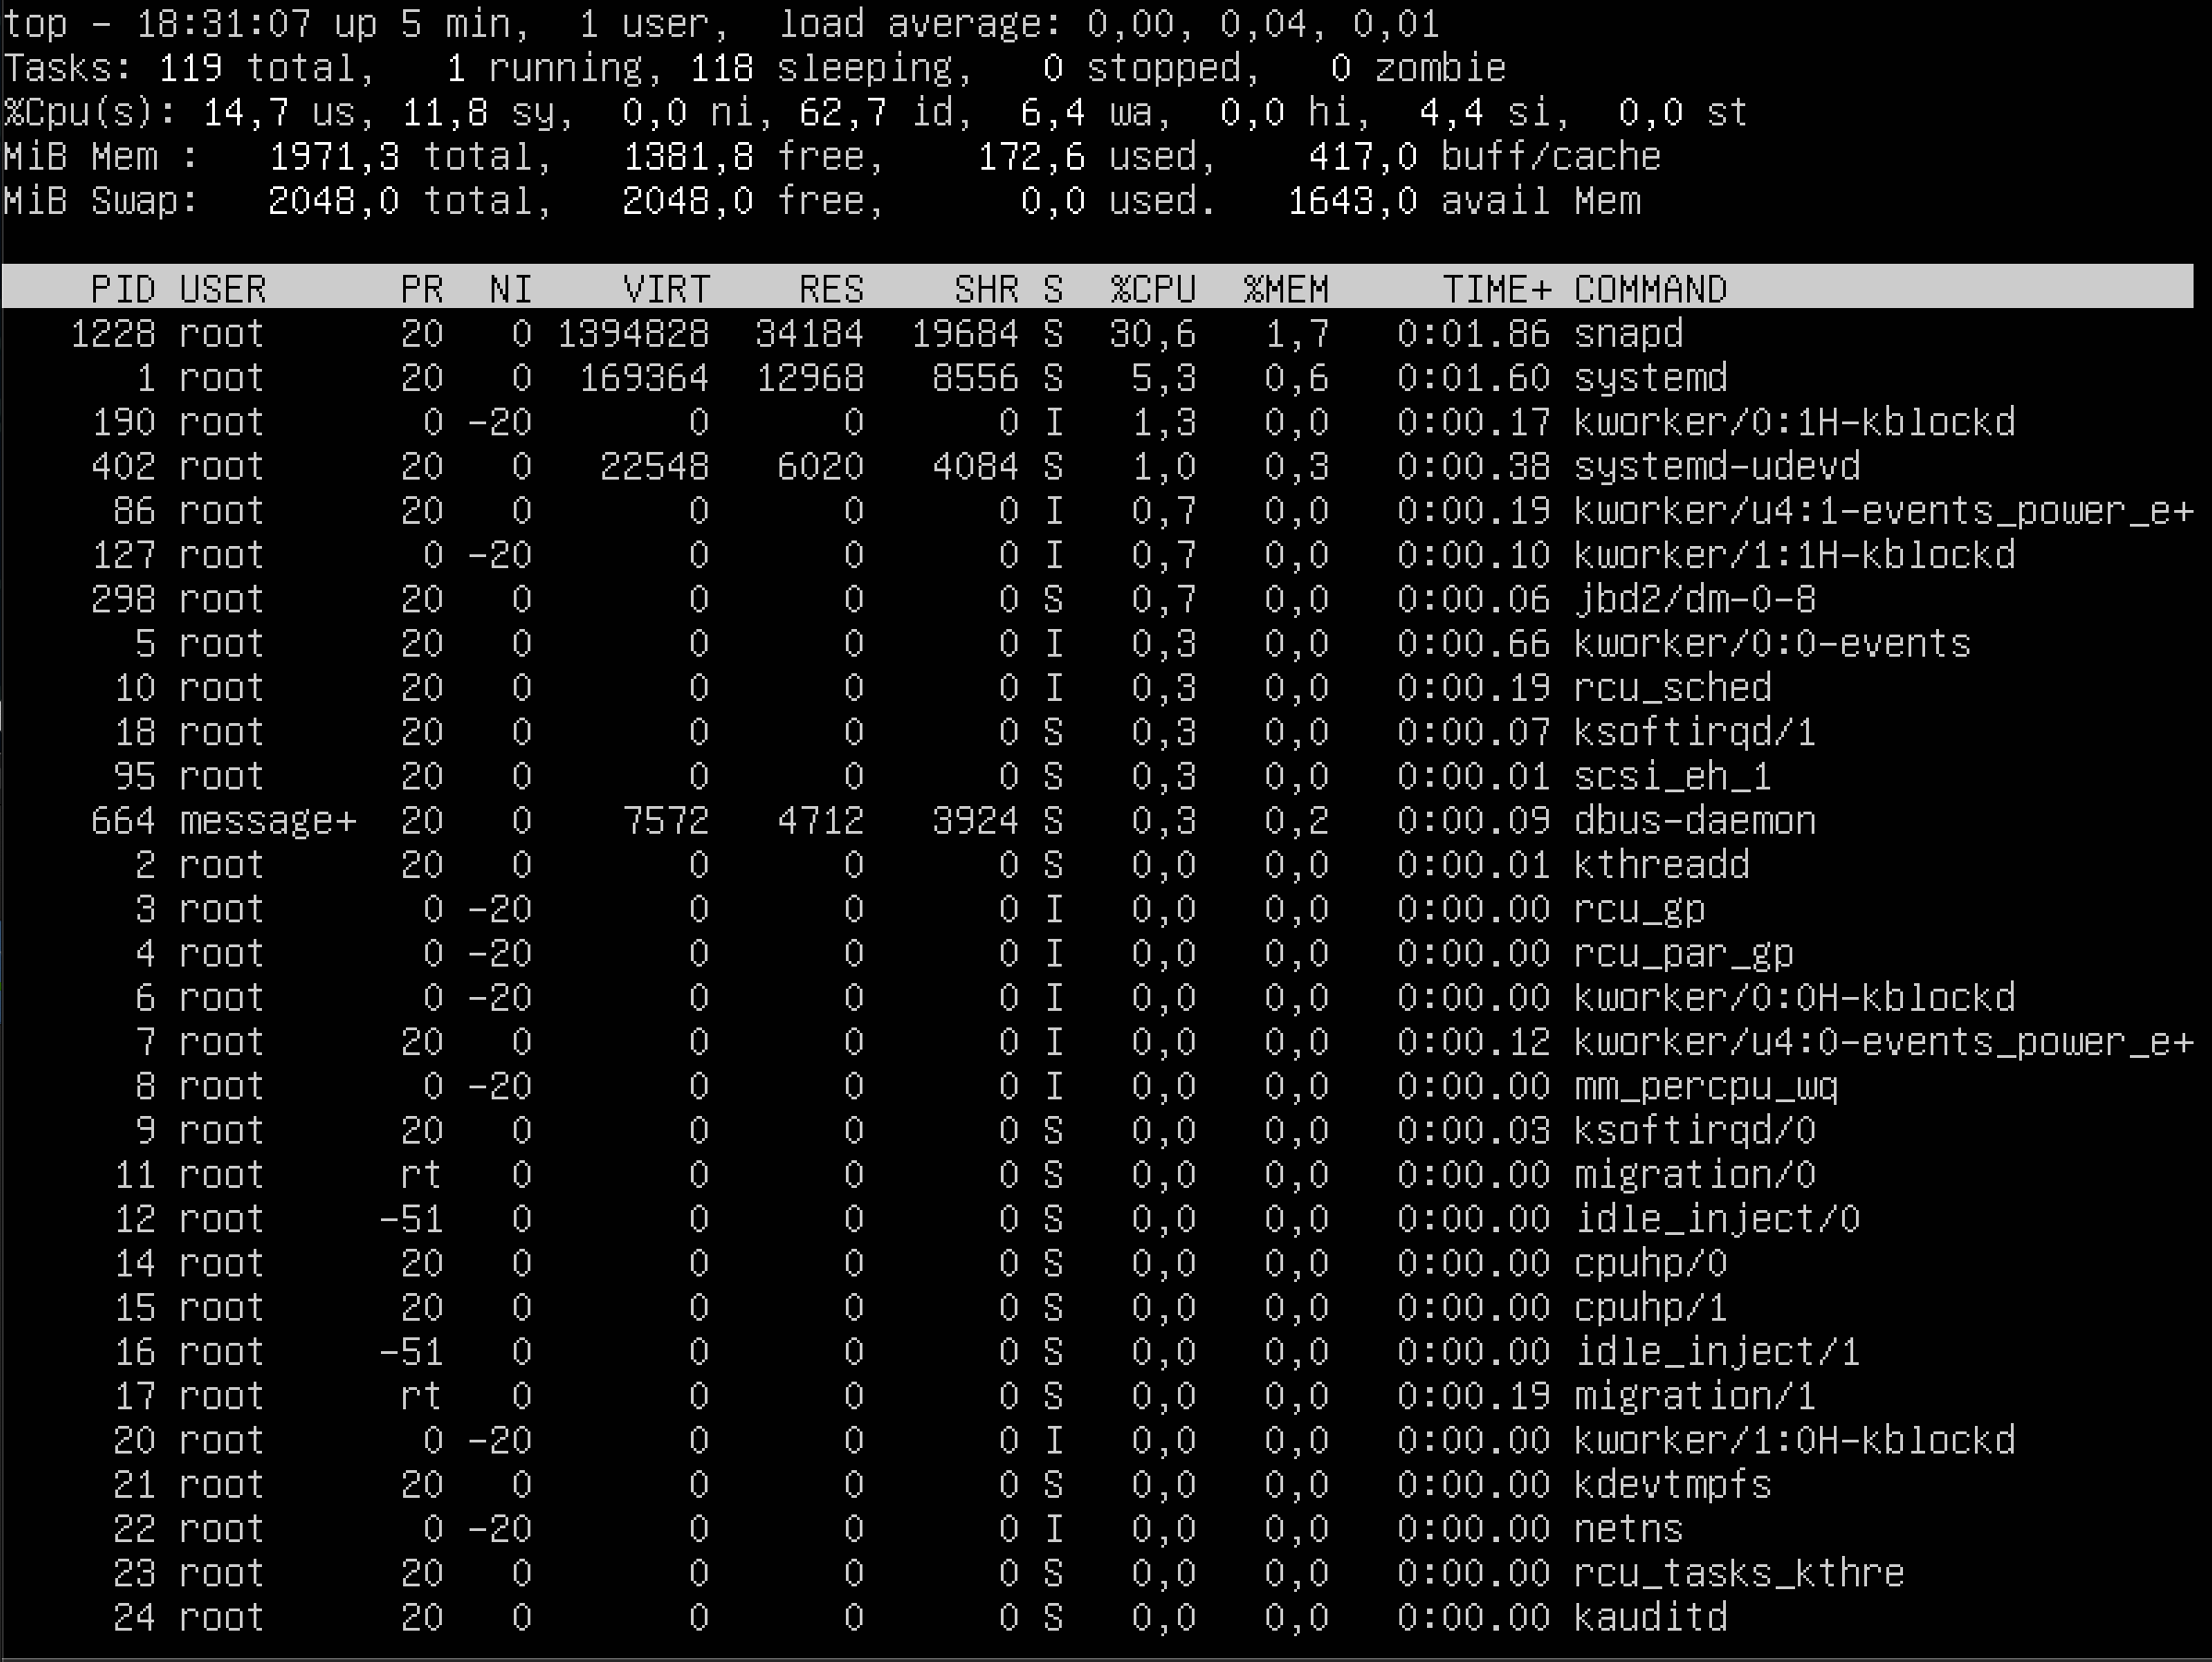 top - 18:31:07 up 5 min,  1 user,  load average: 0,00, 0,04, 0,01
Tasks: 119 total,   1 running, 118 sleeping,   0 stopped,   0 zombie
%Cpu(s): 14,7 us, 11,8 sy,  0,0 ni, 62,7 id,  6,4 wa,  0,0 hi,  4,4 si,  0,0 st
MiB Mem :   1971,3 total,   1381,8 free,    172,6 used,    417,0 buff/cache
MiB Swap:   2048,0 total,   2048,0 free,      0,0 used.   1643,0 avail Mem
PID USER      PR  NI    VIRT    RES    SHR S  %CPU  %MEM     TIME+ COMMAND
1228 root      20   0 1394828  34184  19684 S  30,6   1,7   0:01.86 snapd
1 root      20   0  169364  12968   8556 S   5,3   0,6   0:01.60 systemd
190 root       0 -20       0      0      0 I   1,3   0,0   0:00.17 kworker/0:1H-kblockd
402 root      20   0   22548   6020   4084 S   1,0   0,3   0:00.38 systemd-udevd
86 root      20   0       0      0      0 I   0,7   0,0   0:00.19 kworker/u4:1-events_power_e+
127 root       0 -20       0      0      0 I   0,7   0,0   0:00.10 kworker/1:1H-kblockd
298 root      20   0       0      0      0 S   0,7   0,0   0:00.06 jbd2/dm-0-8
5 root      20   0       0      0      0 I   0,3   0,0   0:00.66 kworker/0:0-events
10 root      20   0       0      0      0 I   0,3   0,0   0:00.19 rcu_sched
18 root      20   0       0      0      0 S   0,3   0,0   0:00.07 ksoftirqd/1
95 root      20   0       0      0      0 S   0,3   0,0   0:00.01 scsi_eh_1
664 message+  20   0    7572   4712   3924 S   0,3   0,2   0:00.09 dbus-daemon
2 root      20   0       0      0      0 S   0,0   0,0   0:00.01 kthreadd
3 root       0 -20       0      0      0 I   0,0   0,0   0:00.00 rcu_gp
4 root       0 -20       0      0      0 I   0,0   0,0   0:00.00 rcu_par_gp
6 root       0 -20       0      0      0 I   0,0   0,0   0:00.00 kworker/0:0H-kblockd
7 root      20   0       0      0      0 I   0,0   0,0   0:00.12 kworker/u4:0-events_power_e+
8 root       0 -20       0      0      0 I   0,0   0,0   0:00.00 mm_percpu_wq
9 root      20   0       0      0      0 S   0,0   0,0   0:00.03 ksoftirqd/0
11 root      rt   0       0      0      0 S   0,0   0,0   0:00.00 migration/0
12 root     -51   0       0      0      0 S   0,0   0,0   0:00.00 idle_inject/0
14 root      20   0       0      0      0 S   0,0   0,0   0:00.00 cpuhp/0
15 root      20   0       0      0      0 S   0,0   0,0   0:00.00 cpuhp/1
16 root     -51   0       0      0      0 S   0,0   0,0   0:00.00 idle_inject/1
17 root      rt   0       0      0      0 S   0,0   0,0   0:00.19 migration/1
20 root       0 -20       0      0      0 I   0,0   0,0   0:00.00 kworker/1:0H-kblockd
21 root      20   0       0      0      0 S   0,0   0,0   0:00.00 kdevtmpfs
22 root       0 -20       0      0      0 I   0,0   0,0   0:00.00 netns
23 root      20   0       0      0      0 S   0,0   0,0   0:00.00 rcu_tasks_kthre
24 root      20   0       0      0      0 S   0,0   0,0   0:00.00 kauditd